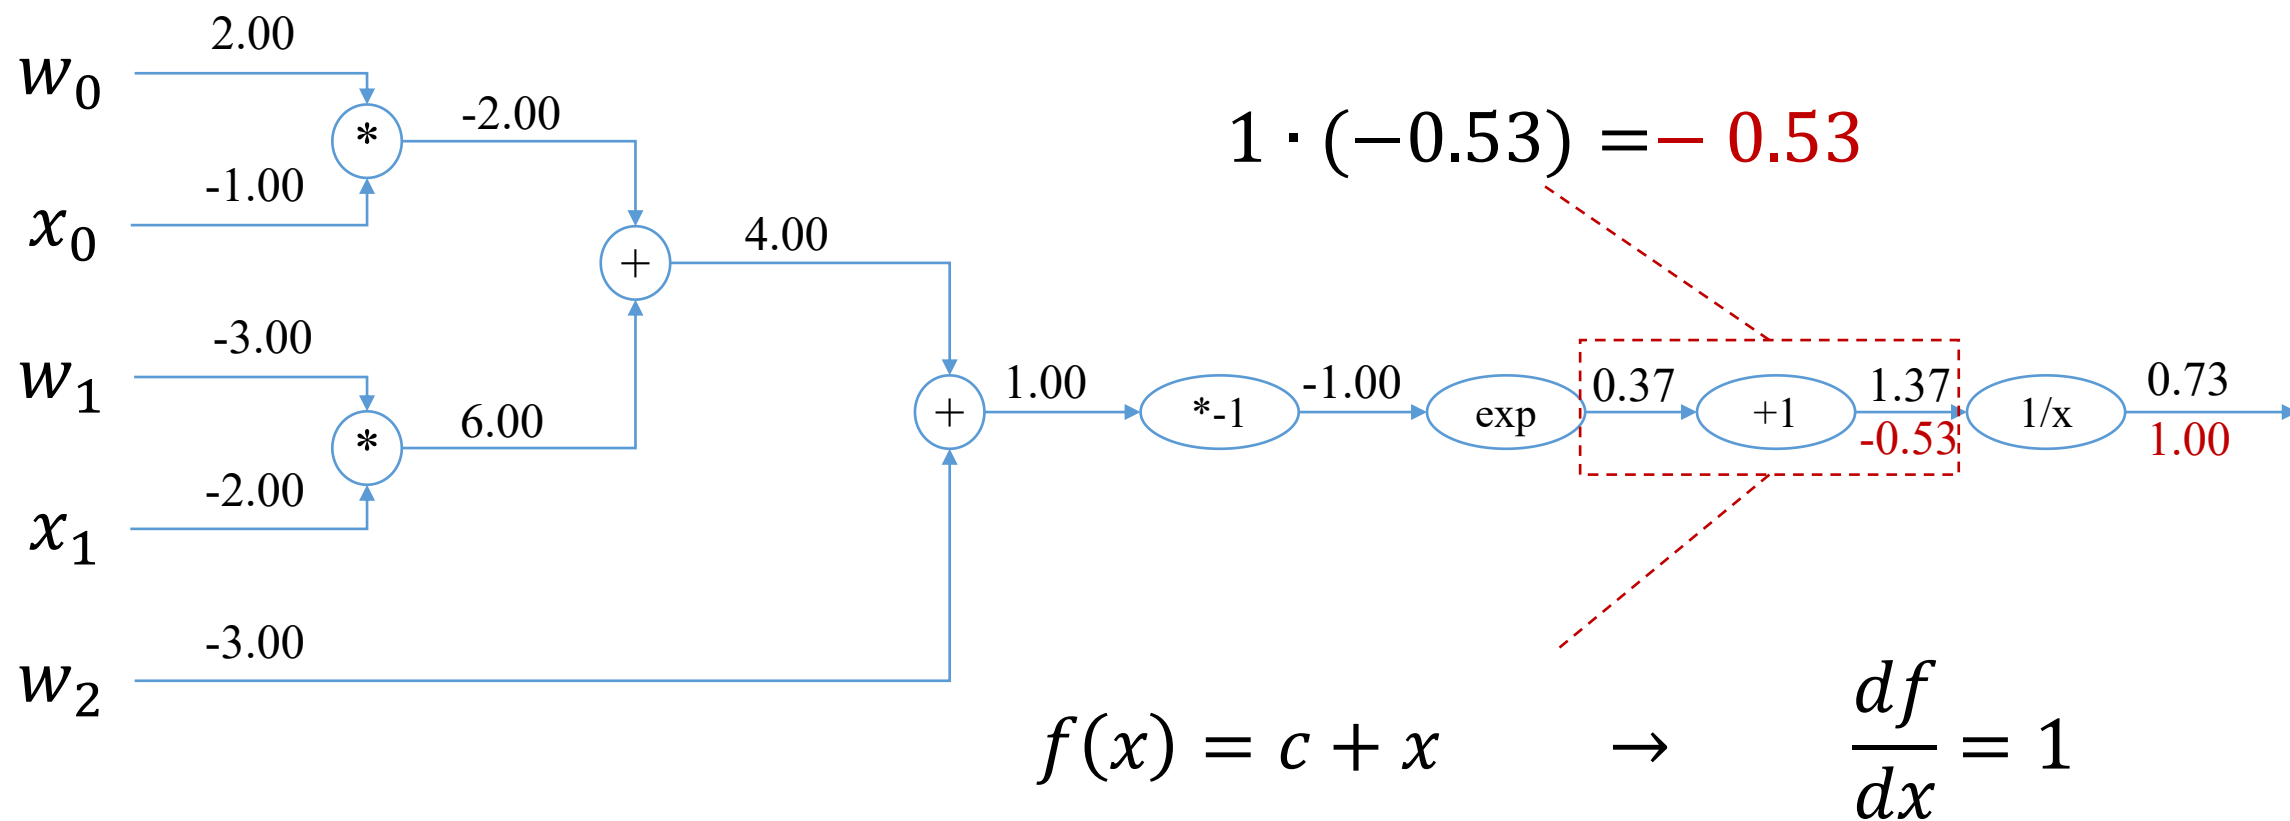 2.00
w₀
* -2.00
-1.00
x₀
1 · (−0.53) = − 0.53
+ 4.00
-3.00
w₁
* 6.00
-2.00
x₁
+ 1.00 *-1 -1.00 exp 0.37 +1 1.37 1/x 0.73
-0.53 1.00
-3.00
w₂
f(x) = c + x → df/dx = 1